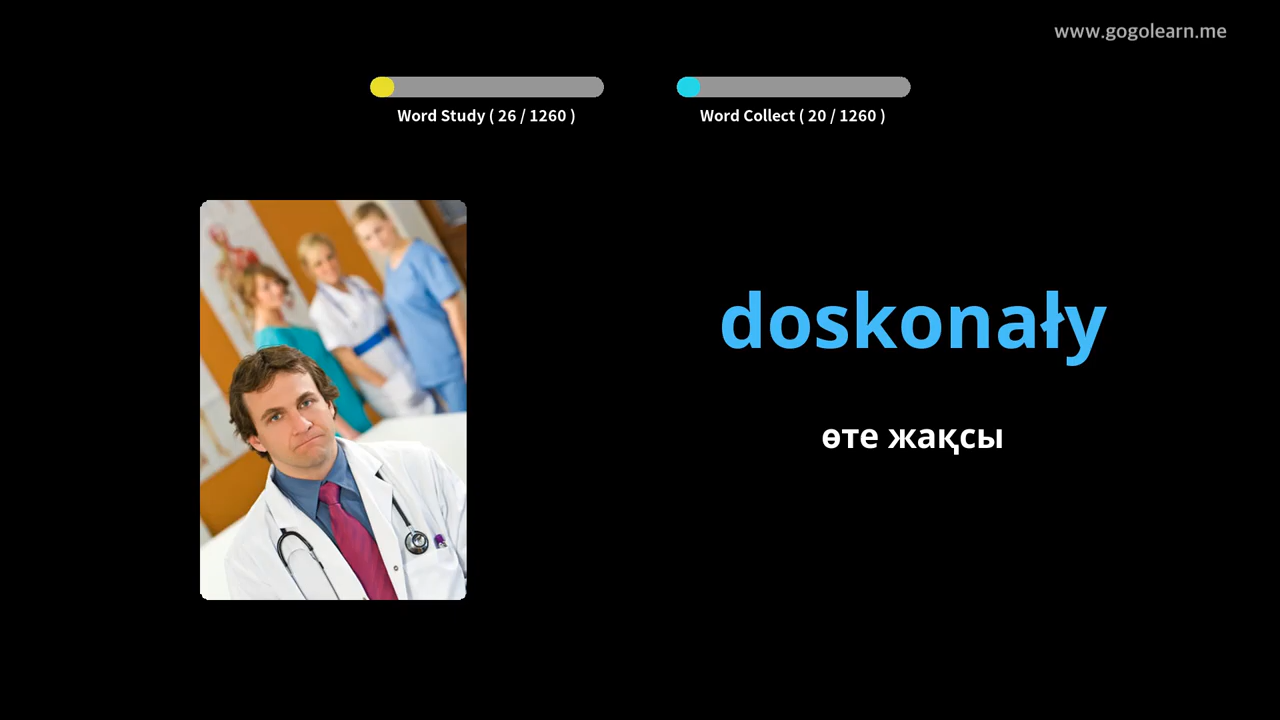 www.gogolearn.me
Word Study ( 26 / 1260 )
Word Collect ( 20 / 1260 )
doskonały
өте жақсы